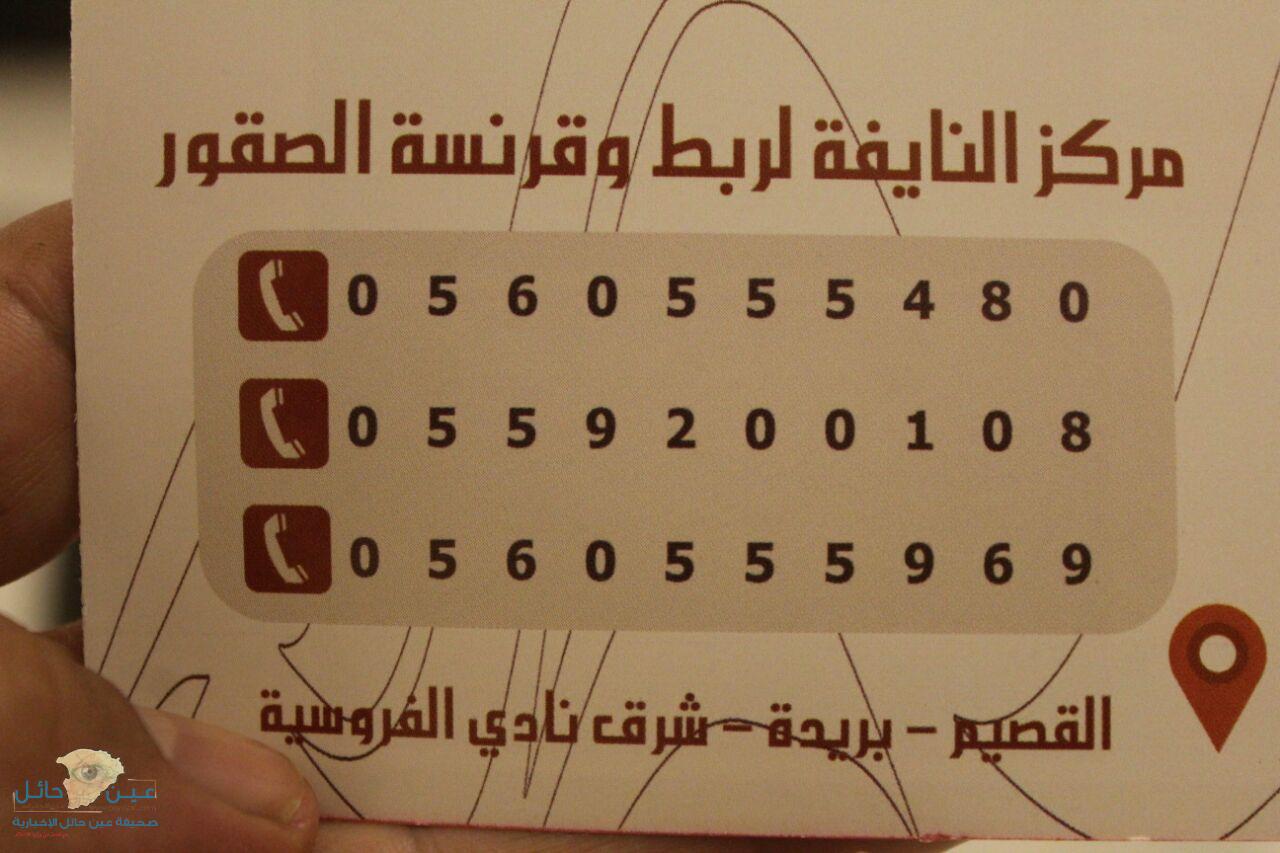 مركز النايفة لربط وقرنسة الصقور
0560555480
0559200108
0560555969
القصيم - بريدة - شرق نادي الفروسية
عين حائل
صحيفة عين حائل الإخبارية